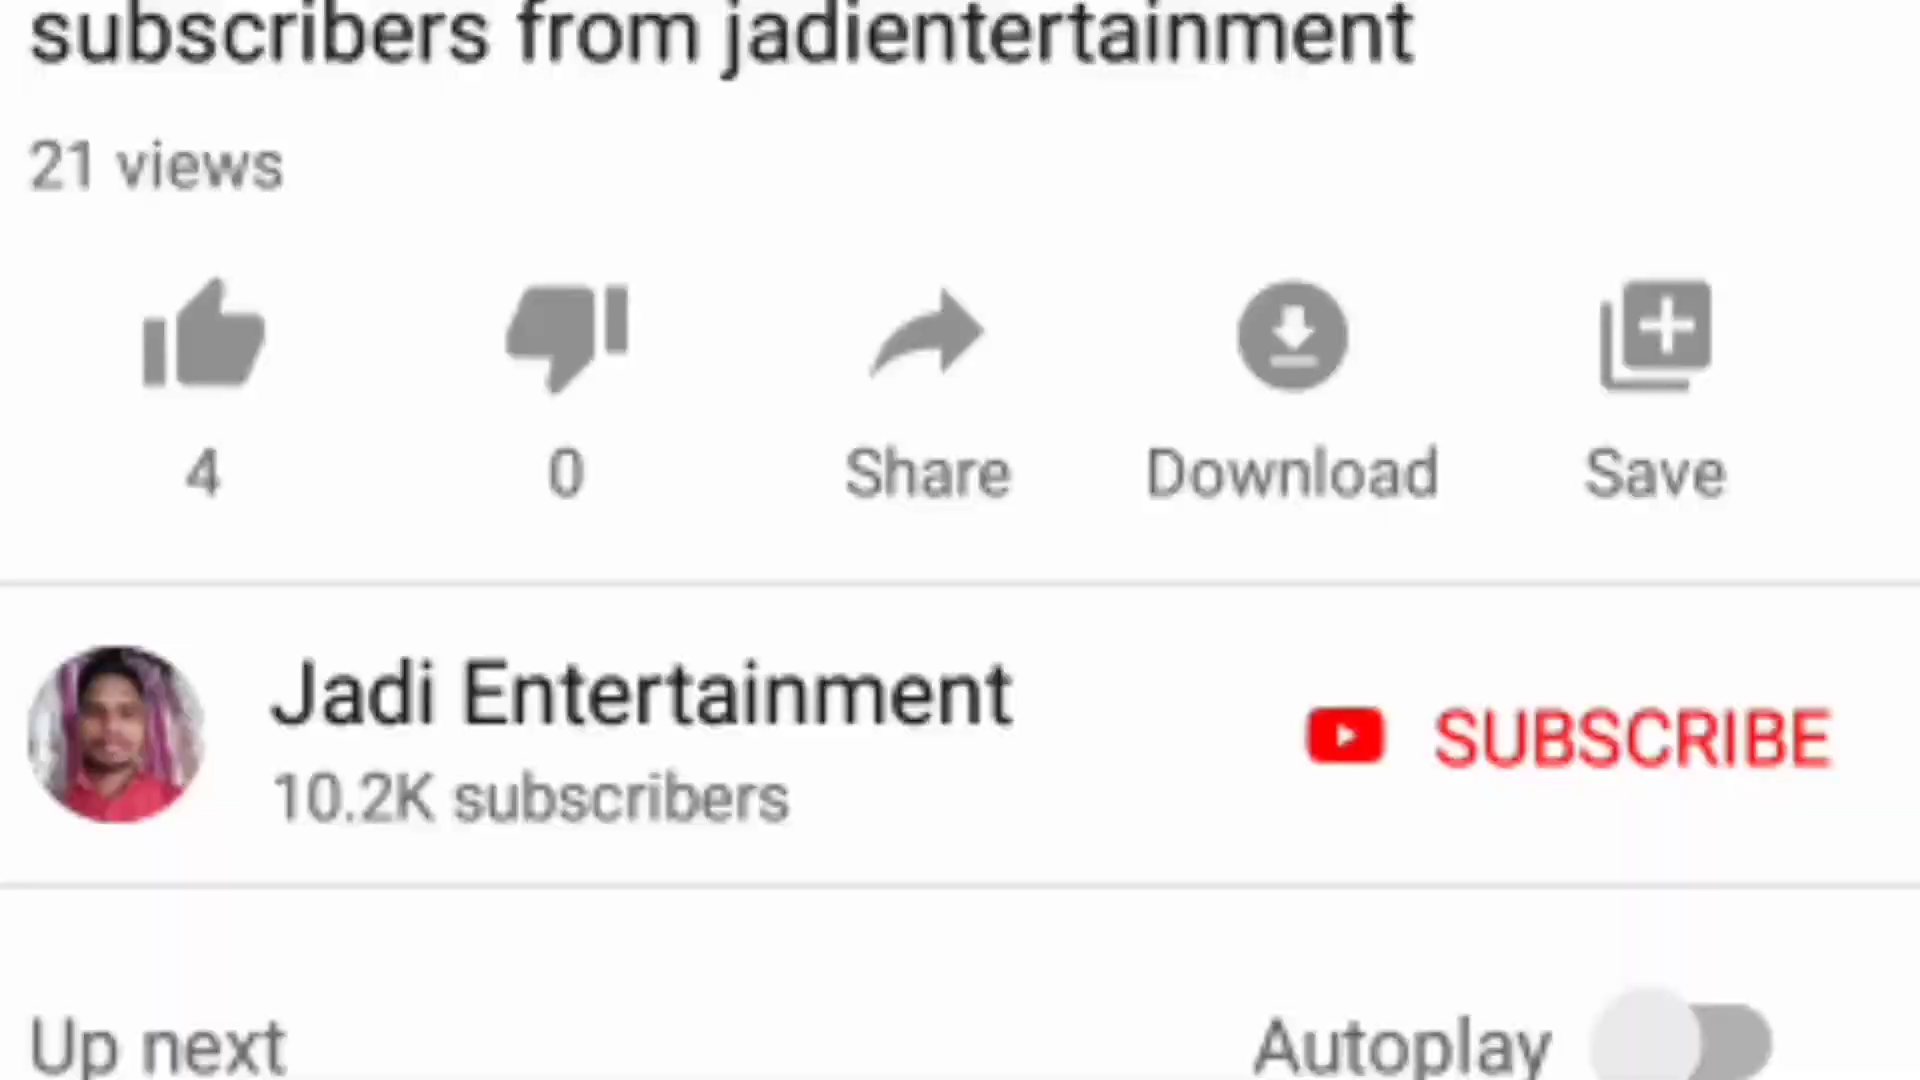 subscribers from jadientertainment
21 views
4 0 Share Download Save
Jadi Entertainment
SUBSCRIBE
10.2K subscribers
Up next Autoplay